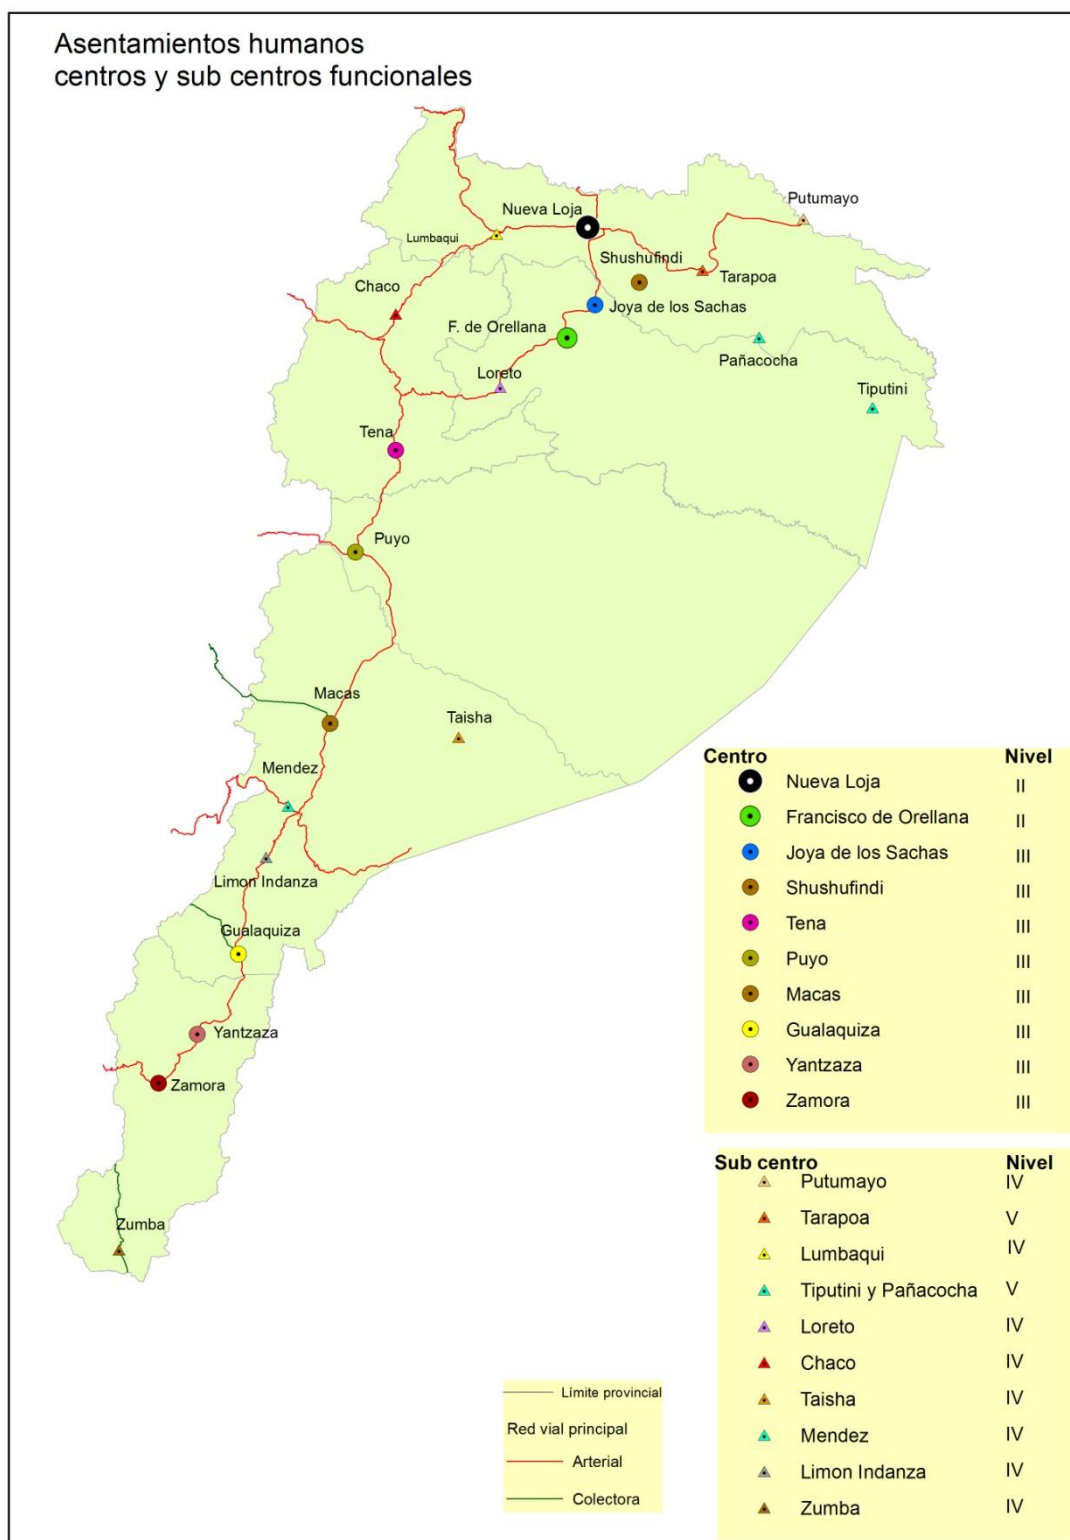 Asentamientos humanos
centros y sub centros funcionales
Putumayo
Nueva Loja
Lumbaqui
Shushufindi
Tarapoa
Chaco
Joya de los Sachas
F. de Orellana
Pañacocha
Loreto
Tiputini
Tena
Puyo
Macas
Taisha
Mendez
Limon Indanza
Gualaquiza
Yantzaza
Zamora
Zumba
Centro Nivel
Nueva Loja II
Francisco de Orellana II
Joya de los Sachas III
Shushufindi III
Tena III
Puyo III
Macas III
Gualaquiza III
Yantzaza III
Zamora III
Sub centro Nivel
Putumayo IV
Tarapoa V
Lumbaqui IV
Tiputini y Pañacocha V
Loreto IV
Chaco IV
Taisha IV
Mendez IV
Limon Indanza IV
Zumba IV
Límite provincial
Red vial principal
Arterial
Colectora